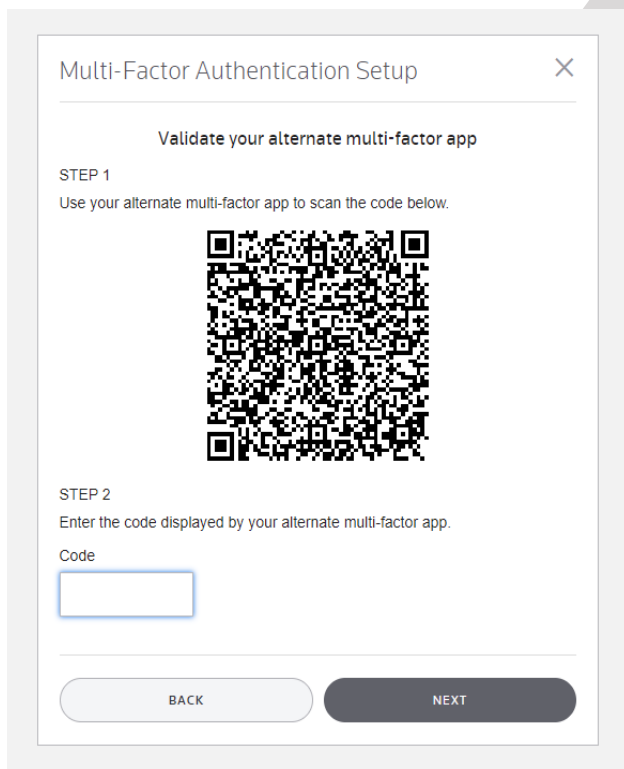 Multi-Factor Authentication Setup
Validate your alternate multi-factor app
STEP 1
Use your alternate multi-factor app to scan the code below.
STEP 2
Enter the code displayed by your alternate multi-factor app.
Code
BACK
NEXT